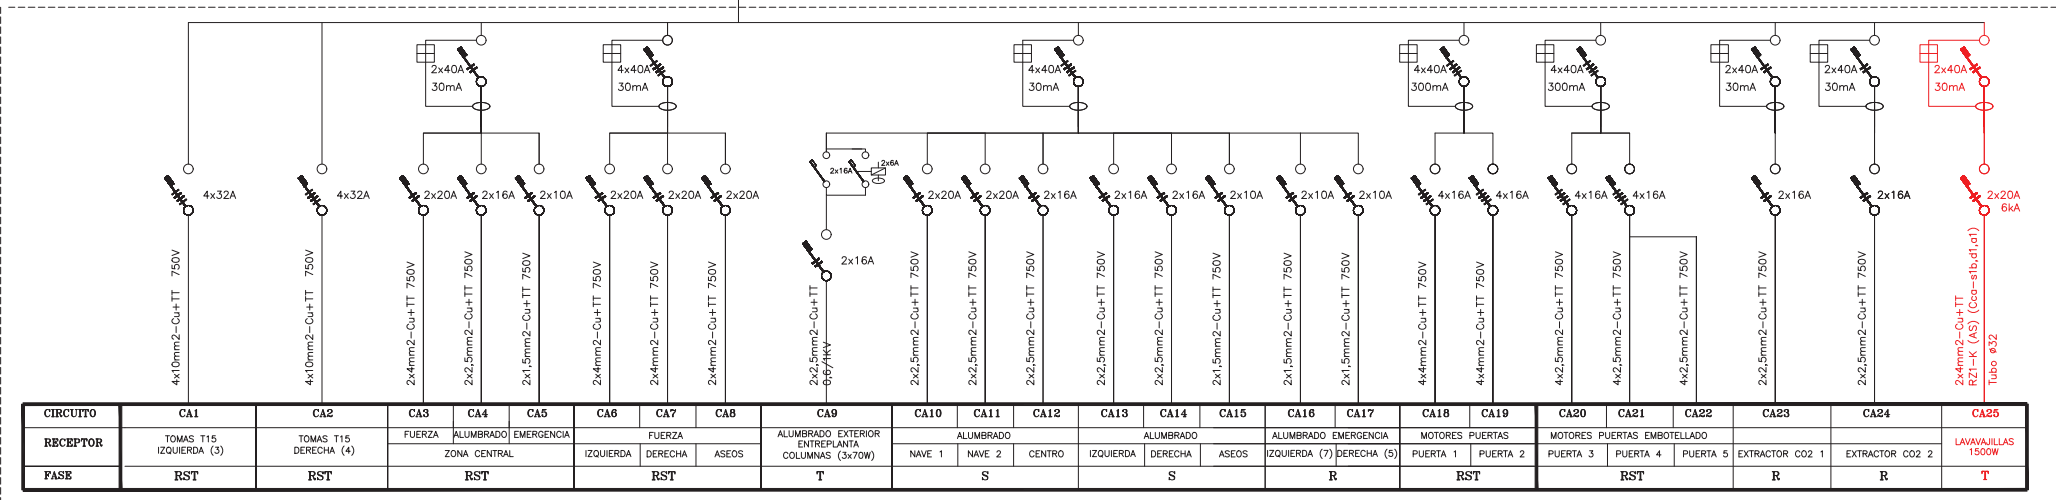 2x40A
30mA
4x40A
30mA
4x40A
30mA
4x40A
300mA
4x40A
300mA
2x40A
30mA
2x40A
30mA
2x40A
30mA
4x32A
4x32A
2x20A
2x16A
2x10A
2x20A
2x20A
2x20A
2x16A
2x6A
2x16A
2x20A
2x20A
2x16A
2x16A
2x16A
2x10A
2x10A
2x10A
4x16A
4x16A
4x16A
4x16A
2x16A
2x16A
2x20A
6kA
4x10mm2-Cu+TT 750V
4x10mm2-Cu+TT 750V
2x4mm2-Cu+TT 750V
2x2,5mm2-Cu+TT 750V
2x1,5mm2-Cu+TT 750V
2x4mm2-Cu+TT 750V
2x4mm2-Cu+TT 750V
2x4mm2-Cu+TT 750V
2x2,5mm2-Cu+TT
0,6/1KV
2x2,5mm2-Cu+TT 750V
2x2,5mm2-Cu+TT 750V
2x2,5mm2-Cu+TT 750V
2x2,5mm2-Cu+TT 750V
2x2,5mm2-Cu+TT 750V
2x1,5mm2-Cu+TT 750V
2x1,5mm2-Cu+TT 750V
2x1,5mm2-Cu+TT 750V
4x4mm2-Cu+TT 750V
4x4mm2-Cu+TT 750V
4x2,5mm2-Cu+TT 750V
4x2,5mm2-Cu+TT 750V
4x2,5mm2-Cu+TT 750V
2x2,5mm2-Cu+TT 750V
2x2,5mm2-Cu+TT 750V
2x4mm2-Cu+TT
RZ1-K (AS) (Cca-s1b,d1,a1)
Tubo ø32
CIRCUITO CA1 CA2 CA3 CA4 CA5 CA6 CA7 CA8 CA9 CA10 CA11 CA12 CA13 CA14 CA15 CA16 CA17 CA18 CA19 CA20 CA21 CA22 CA23 CA24 CA25
RECEPTOR
TOMAS T15
IZQUIERDA (3)
TOMAS T15
DERECHA (4)
FUERZA ALUMBRADO EMERGENCIA
ZONA CENTRAL
FUERZA
IZQUIERDA DERECHA ASEOS
ALUMBRADO EXTERIOR
ENTREPLANTA
COLUMNAS (3x70W)
ALUMBRADO
NAVE 1 NAVE 2 CENTRO
ALUMBRADO
IZQUIERDA DERECHA ASEOS
ALUMBRADO EMERGENCIA
IZQUIERDA (7) DERECHA (5)
MOTORES PUERTAS
PUERTA 1 PUERTA 2
MOTORES PUERTAS EMBOTELLADO
PUERTA 3 PUERTA 4 PUERTA 5
EXTRACTOR CO2 1
EXTRACTOR CO2 2
LAVAVAJILLAS
1500W
FASE RST RST RST RST T S S R RST RST R R T